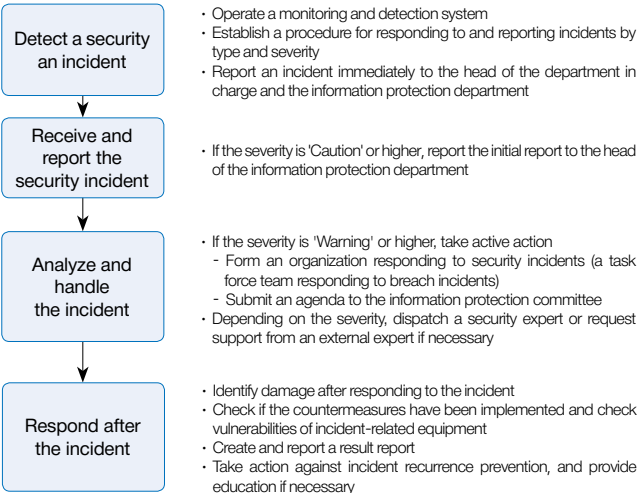 Detect a security
an incident
· Operate a monitoring and detection system
· Establish a procedure for responding to and reporting incidents by
type and severity
· Report an incident immediately to the head of the department in
charge and the information protection department
Receive and
report the
security incident
· If the severity is 'Caution' or higher, report the initial report to the head
of the information protection department
Analyze and
handle
the incident
· If the severity is 'Warning' or higher, take active action
- Form an organization responding to security incidents (a task
force team responding to breach incidents)
- Submit an agenda to the information protection committee
· Depending on the severity, dispatch a security expert or request
support from an external expert if necessary
Respond after
the incident
· Identify damage after responding to the incident
· Check if the countermeasures have been implemented and check
vulnerabilities of incident-related equipment
· Create and report a result report
· Take action against incident recurrence prevention, and provide
education if necessary